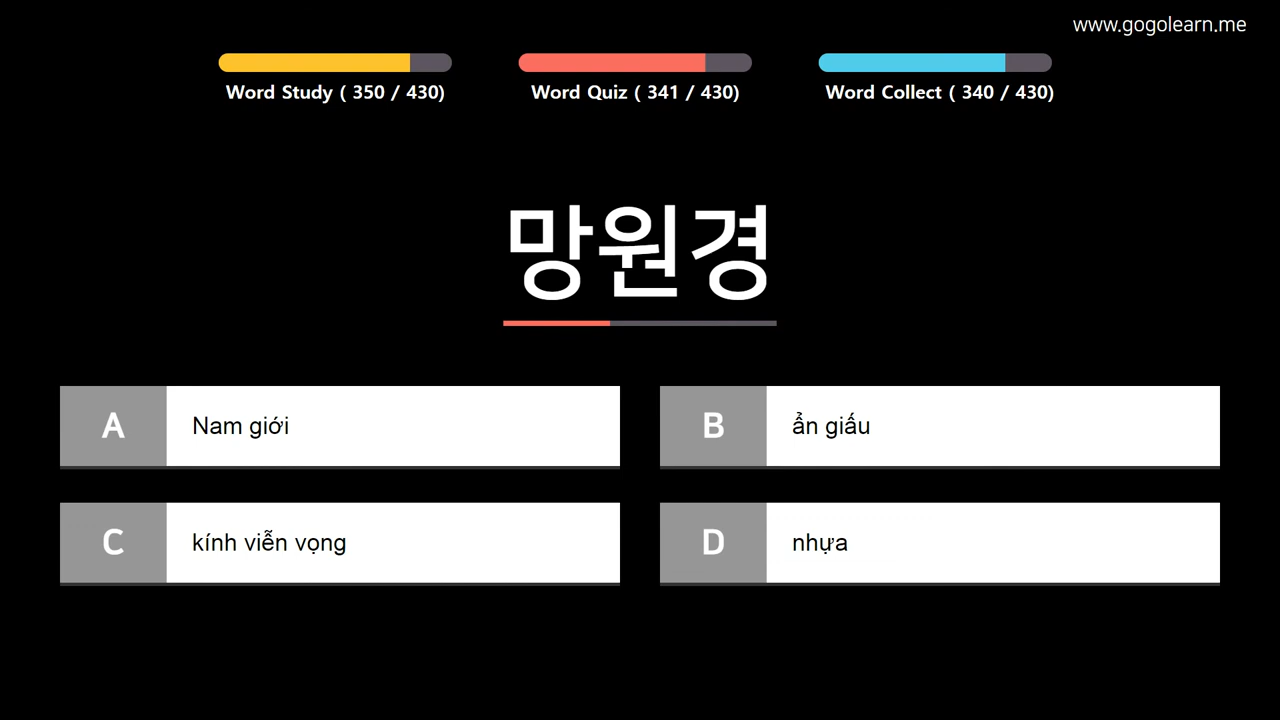 www.gogolearn.me
Word Study ( 350 / 430)
Word Quiz ( 341 / 430)
Word Collect ( 340 / 430)
망원경
A
Nam giới
B
ẩn giấu
C
kính viễn vọng
D
nhựa